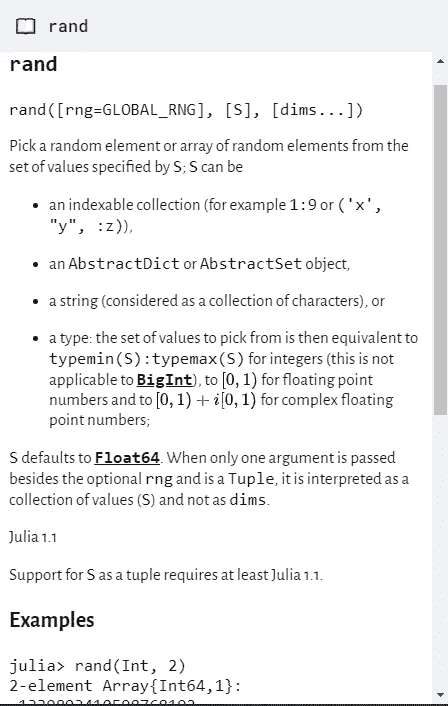 rand
rand
rand([rng=GLOBAL_RNG], [S], [dims...])
Pick a random element or array of random elements from the
set of values specified by S; S can be
• an indexable collection (for example 1:9 or ('x',
"y", :z)),
• an AbstractDict or AbstractSet object,
• a string (considered as a collection of characters), or
• a type: the set of values to pick from is then equivalent to
typemin(S):typemax(S) for integers (this is not
applicable to BigInt), to [0, 1) for floating point
numbers and to [0, 1) + i[0, 1) for complex floating
point numbers;
S defaults to Float64. When only one argument is passed
besides the optional rng and is a Tuple, it is interpreted as a
collection of values (S) and not as dims.
Julia 1.1
Support for S as a tuple requires at least Julia 1.1.
Examples
julia> rand(Int, 2)
2-element Array{Int64,1}: